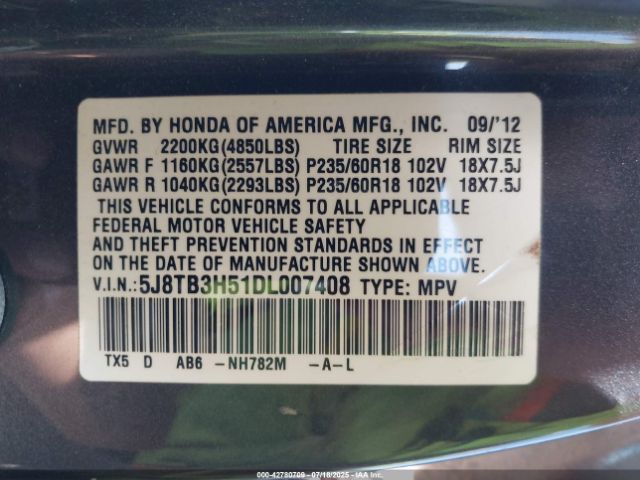 MFD. BY HONDA OF AMERICA MFG., INC. 09/'12
GVWR 2200KG(4850LBS) TIRE SIZE RIM SIZE
GAWR F 1160KG(2557LBS) P235/60R18 102V 18X7.5J
GAWR R 1040KG(2293LBS) P235/60R18 102V 18X7.5J
THIS VEHICLE CONFORMS TO ALL APPLICABLE
FEDERAL MOTOR VEHICLE SAFETY
AND THEFT PREVENTION STANDARDS IN EFFECT
ON THE DATE OF MANUFACTURE SHOWN ABOVE.
V.I.N.:5J8TB3H51DL007408 TYPE: MPV
TX5 D AB6 -NH782M -A-L
000-42780709 07/16/2025 IAA Inc. Copart